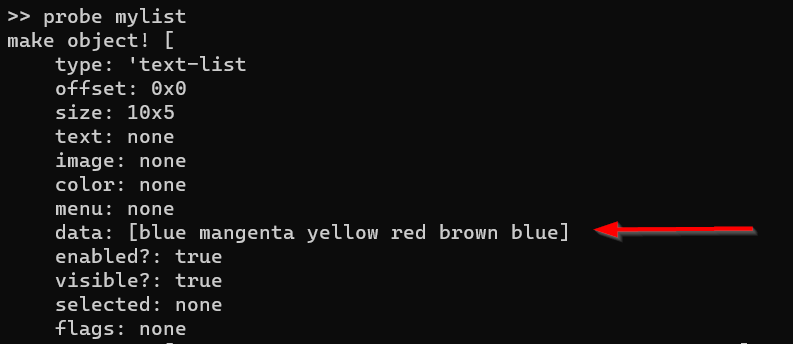 >> probe mylist
make object! [
type: 'text-list
offset: 0x0
size: 10x5
text: none
image: none
color: none
menu: none
data: [blue mangenta yellow red brown blue]
enabled?: true
visible?: true
selected: none
flags: none